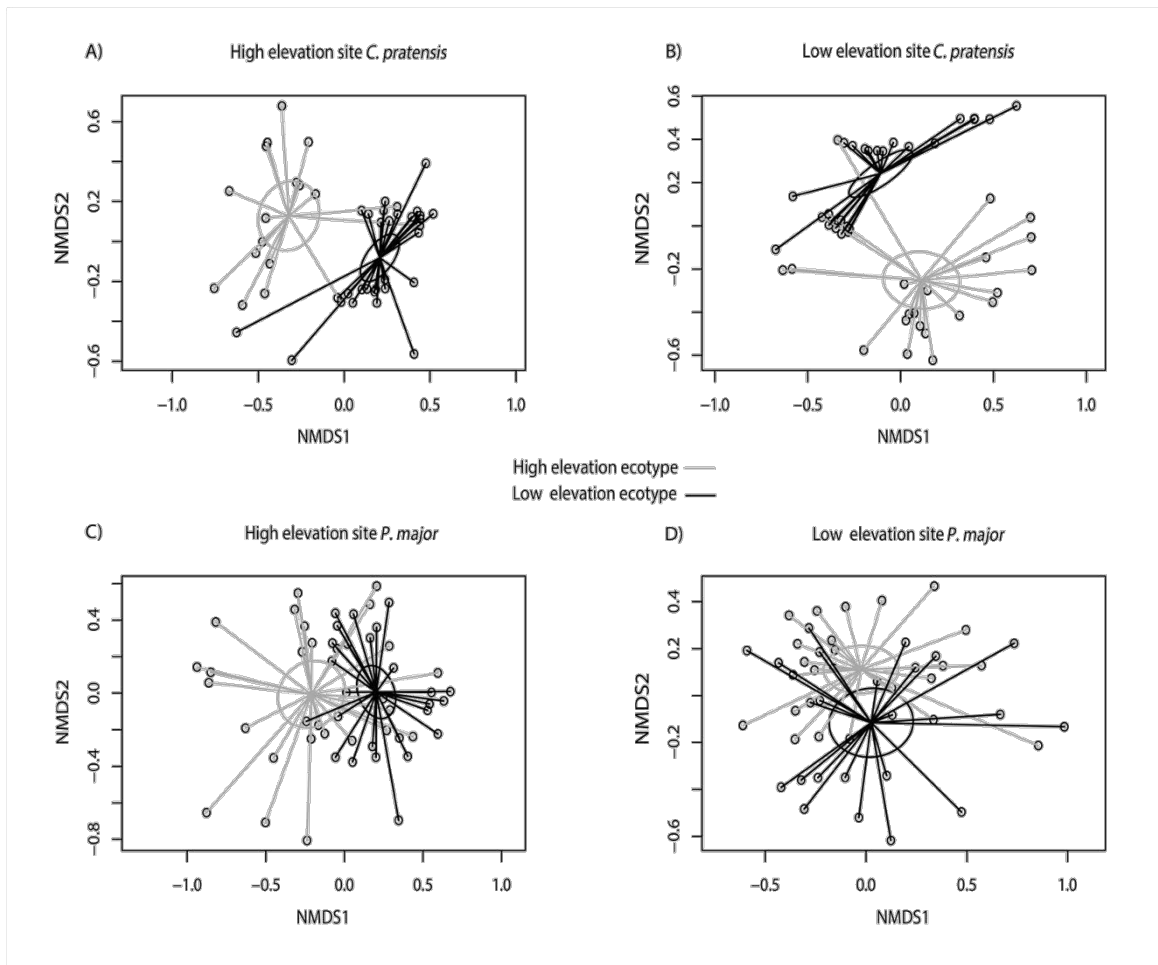 A) High elevation site C. pratensis
NMDS2
0.6
0.2
−0.2
−0.6
−1.0 −0.5 0.0 0.5 1.0
NMDS1
B) Low elevation site C. pratensis
NMDS2
0.6
0.4
0.2
−0.2
−0.6
−1.0 −0.5 0.0 0.5 1.0
NMDS1
High elevation ecotype
Low elevation ecotype
C) High elevation site P. major
NMDS2
0.4
0.0
−0.4
−0.8
−1.0 −0.5 0.0 0.5 1.0
NMDS1
D) Low elevation site P. major
NMDS2
0.4
0.2
−0.2
−0.6
−0.5 0.0 0.5 1.0
NMDS1